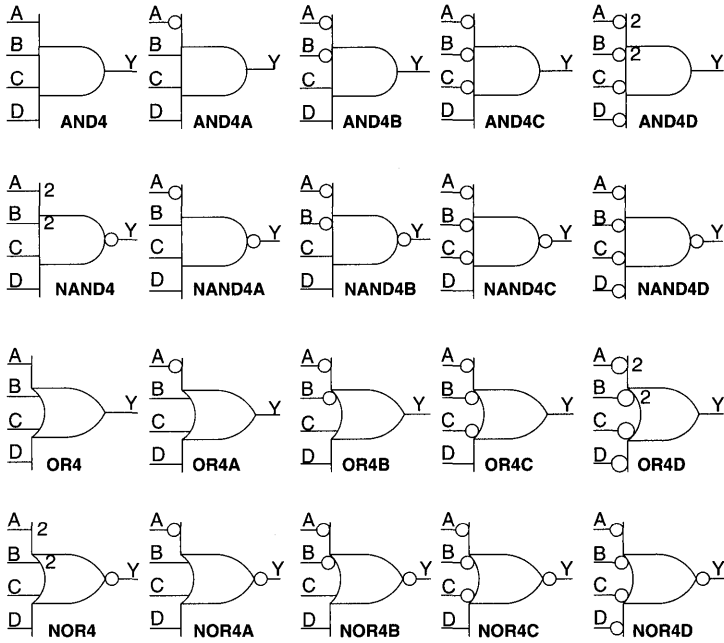 A A A A A 2
B Y B Y B Y B Y B 2 Y
C C C C C
D D D D D
AND4 AND4A AND4B AND4C AND4D
A 2 A A A A
B 2 Y B Y B Y B Y B Y
C C C C C
D D D D D
NAND4 NAND4A NAND4B NAND4C NAND4D
A A A A A 2
B Y B Y B Y B Y B 2 Y
C C C C C
D D D D D
OR4 OR4A OR4B OR4C OR4D
A 2 A A A A
B 2 Y B Y B Y B Y B Y
C C C C C
D D D D D
NOR4 NOR4A NOR4B NOR4C NOR4D